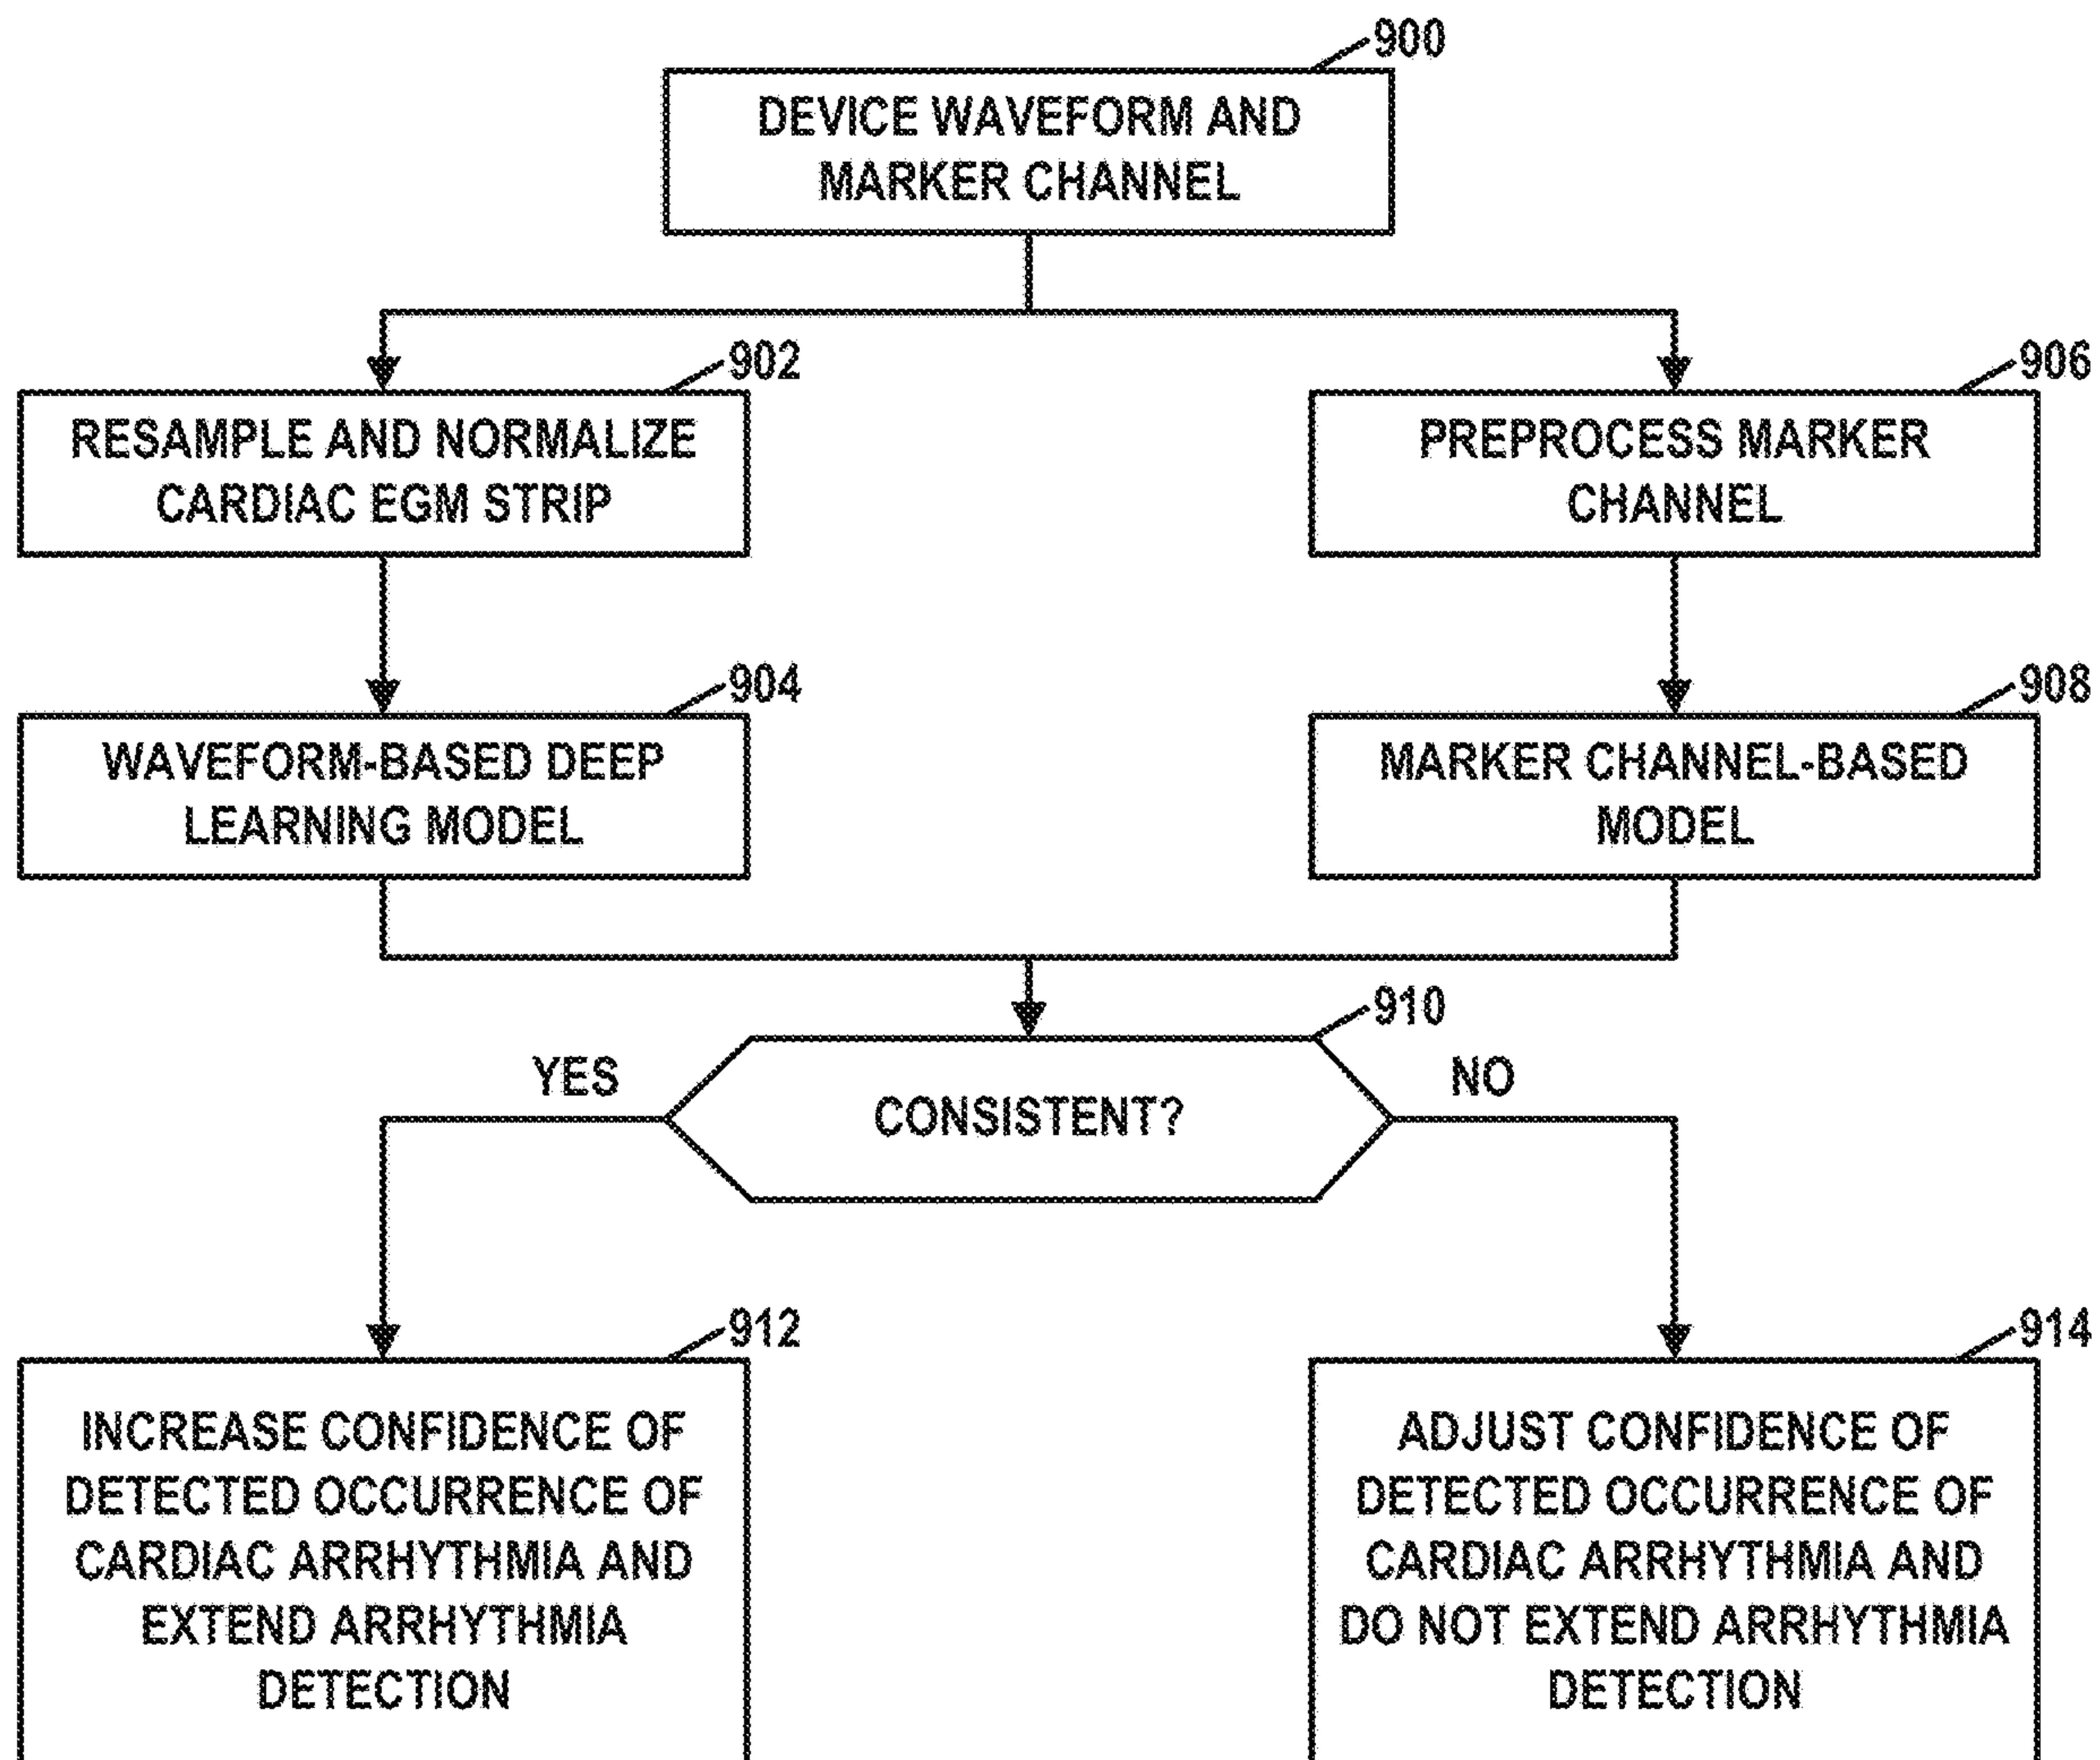 900
DEVICE WAVEFORM AND
MARKER CHANNEL
902
RESAMPLE AND NORMALIZE
CARDIAC EGM STRIP
906
PREPROCESS MARKER
CHANNEL
904
WAVEFORM-BASED DEEP
LEARNING MODEL
908
MARKER CHANNEL-BASED
MODEL
910
YES
CONSISTENT?
NO
912
INCREASE CONFIDENCE OF
DETECTED OCCURRENCE OF
CARDIAC ARRHYTHMIA AND
EXTEND ARRHYTHMIA
DETECTION
914
ADJUST CONFIDENCE OF
DETECTED OCCURRENCE OF
CARDIAC ARRHYTHMIA AND
DO NOT EXTEND ARRHYTHMIA
DETECTION